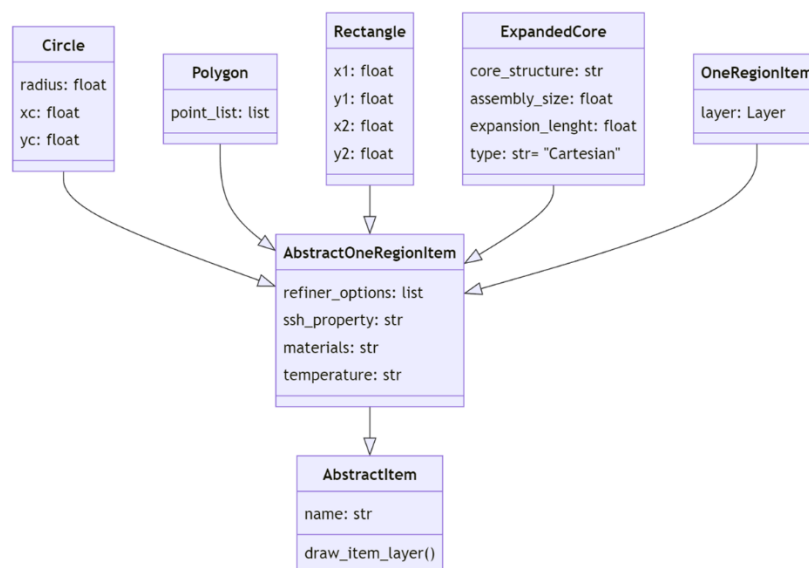 Circle
radius: float
xc: float
yc: float
Polygon
point_list: list
Rectangle
x1: float
y1: float
x2: float
y2: float
ExpandedCore
core_structure: str
assembly_size: float
expansion_lenght: float
type: str= "Cartesian"
OneRegionItem
layer: Layer
AbstractOneRegionItem
refiner_options: list
ssh_property: str
materials: str
temperature: str
AbstractItem
name: str
draw_item_layer()